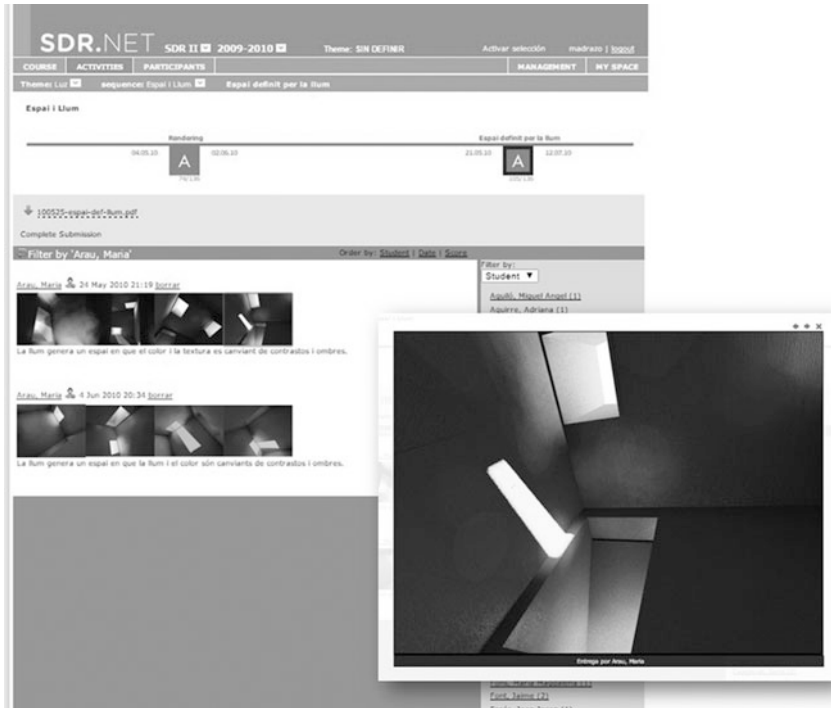 SDR.NET SDR II 2009-2010 Theme: SIN DEFINIR Activar selección madrazo | logout
COURSE ACTIVITIES PARTICIPANTS MANAGEMENT MY SPACE
Theme: Luz sequence: Espai i Llum Espai definit per la llum
Espai i Llum
Rendering Espai definit per la llum
04.05.10 A 02.06.10 21.05.10 A 12.07.10
100525-espai-def-llum.pdf
Complete Submission
Filter by 'Arau, Maria' Order by: Student | Date | Score
Filter by:
Student
Arau, Maria 24 May 2010 21:19 borrar
Agulló, Miquel Angel (1)
Aguirre, Adriana (1)
La llum genera un espai en que el color i la textura es canviant de contrastos i ombres.
Arau, Maria 4 Jun 2010 20:34 borrar
La llum genera un espai en que la llum i el color són canviants de contrastos i ombres.
Entrega por Arau, Maria
Font, Jaime (2)